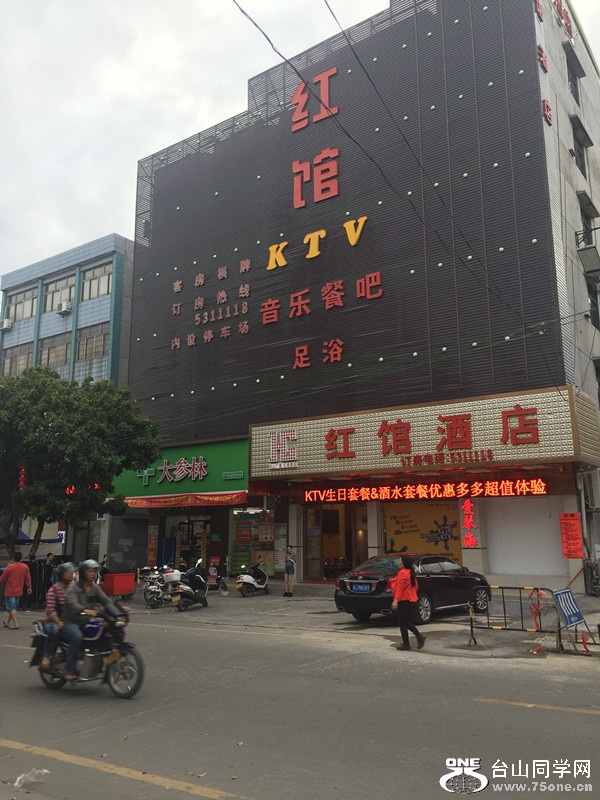 红
馆
KTV
客房棋牌
订房热线
5311118
内设停车场
音乐餐吧
足浴
HG
红馆酒店
订房电话:5311118
KTV生日套餐&酒水套餐优惠多多超值体验
大参林
ONE
台山同学网
www.75one.cn